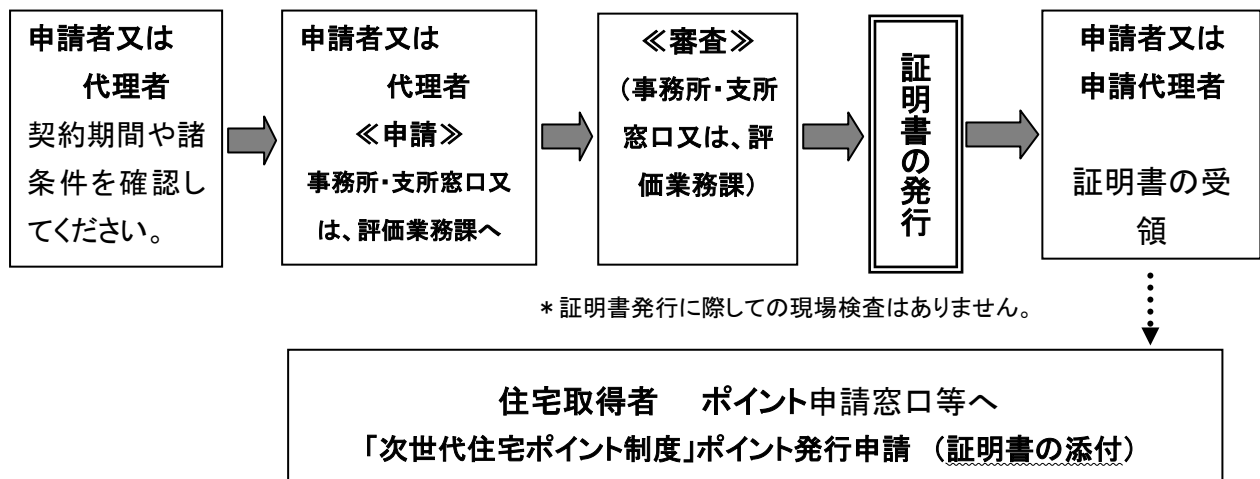 申請者又は
代理者
契約期間や諸
条件を確認し
てください。
申請者又は
代理者
≪申請≫
事務所・支所窓口又
は、評価業務課へ
≪審査≫
（事務所・支所
窓口又は、評
価業務課）
証明書の発行
申請者又は
申請代理者
証明書の受
領
＊証明書発行に際しての現場検査はありません。
住宅取得者　ポイント申請窓口等へ
「次世代住宅ポイント制度」ポイント発行申請　（証明書の添付）